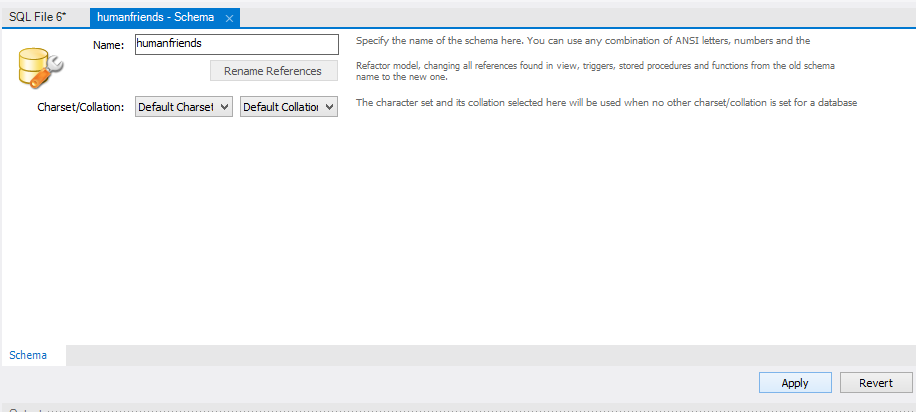 SQL File 6*
humanfriends - Schema
Name:
humanfriends
Specify the name of the schema here. You can use any combination of ANSI letters, numbers and the
Rename References
Refactor model, changing all references found in view, triggers, stored procedures and functions from the old schema
name to the new one.
Charset/Collation:
Default Charset
Default Collation
The character set and its collation selected here will be used when no other charset/collation is set for a database
Schema
Apply
Revert